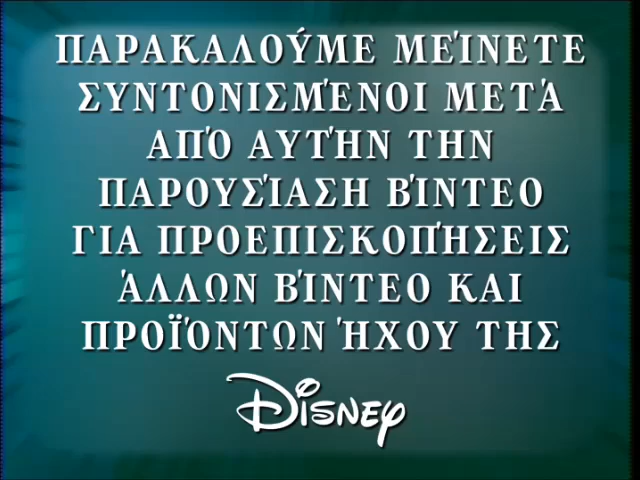 ΠΑΡΑΚΑΛΟΎΜΕ ΜΕΊΝΕΤΕ
ΣΥΝΤΟΝΙΣΜΈΝΟΙ ΜΕΤΆ
ΑΠΌ ΑΥΤΉΝ ΤΗΝ
ΠΑΡΟΥΣΊΑΣΗ ΒΊΝΤΕΟ
ΓΙΑ ΠΡΟΕΠΙΣΚΟΠΉΣΕΙΣ
ΆΛΛΩΝ ΒΊΝΤΕΟ ΚΑΙ
ΠΡΟΪΌΝΤΩΝ ΉΧΟΥ ΤΗΣ
Disney